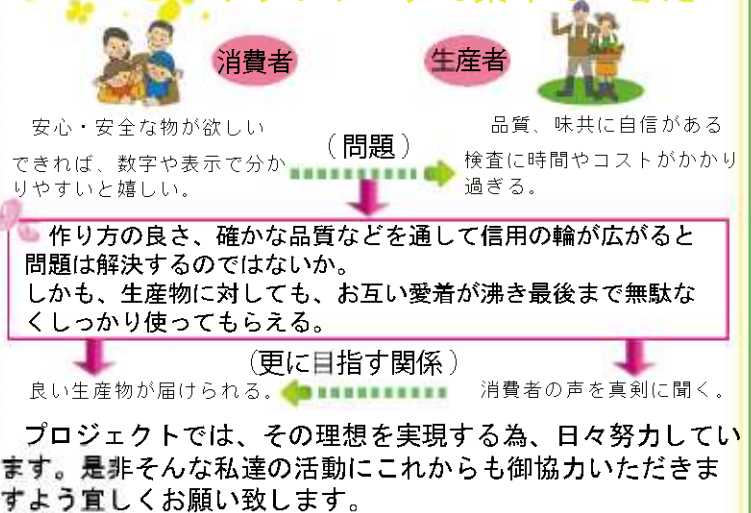 消費者
生産者
安心・安全な物が欲しい
できれば、数字や表示で分か
りやすいと嬉しい。
(問題)
品質、味共に自信がある
検査に時間やコストがかかり
過ぎる。
作り方の良さ、確かな品質などを通して信用の輪が広がると
問題は解決するのではないか。
しかも、生産物に対しても、お互い愛着が沸き最後まで無駄な
くしっかり使ってもらえる。
(更に目指す関係)
良い生産物が届けられる。
消費者の声を真剣に聞く。
プロジェクトでは、その理想を実現する為、日々努力してい
ます。是非そんな私達の活動にこれからも御協力いただきま
すよう宜しくお願い致します。